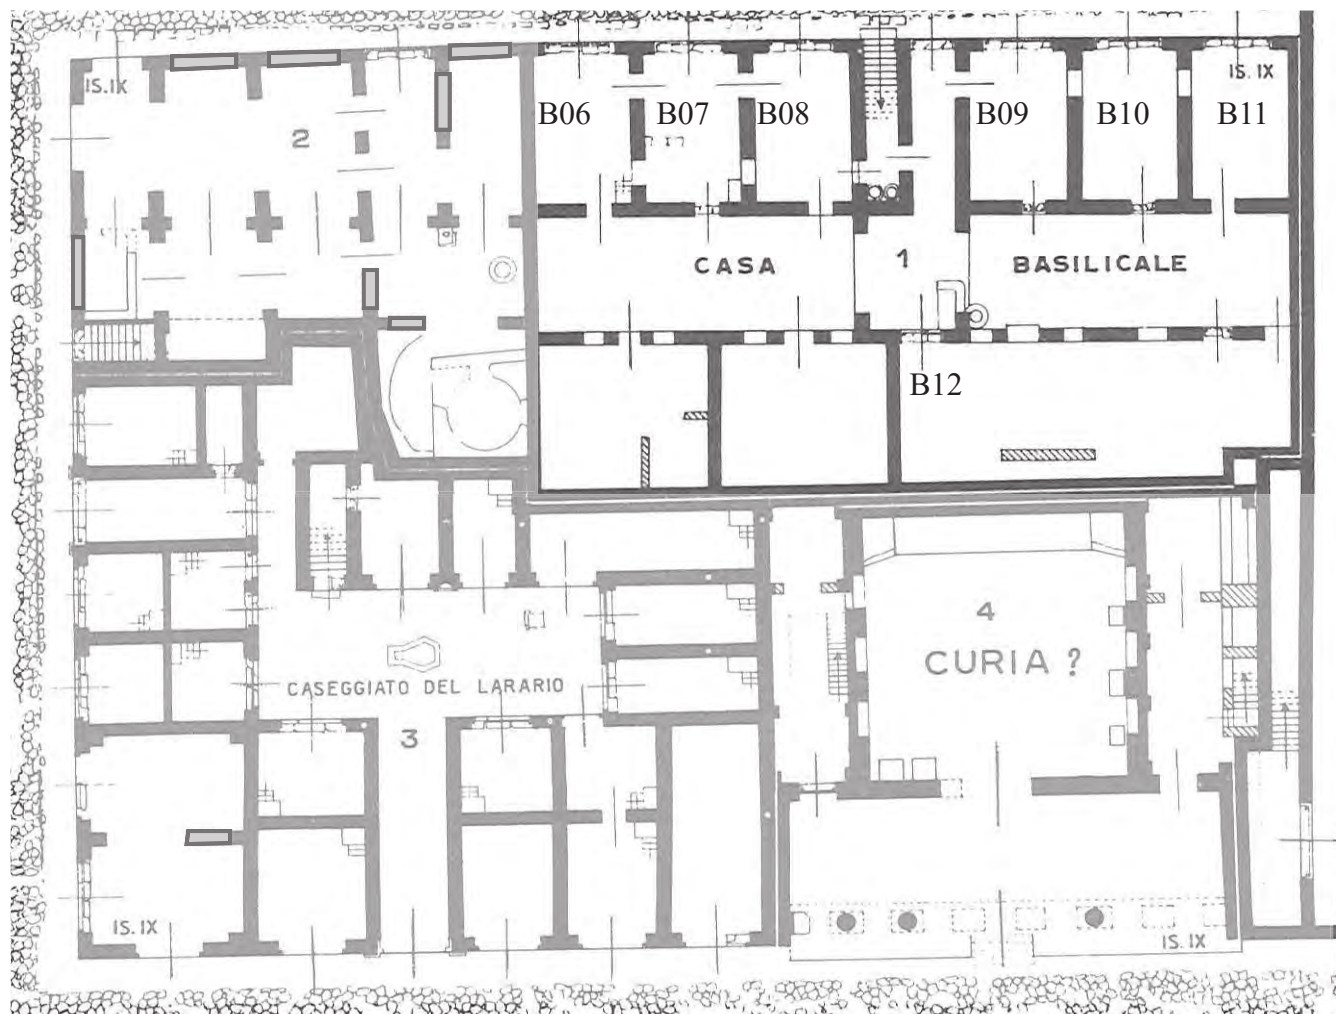 IS. IX
IS. IX
2
B06
B07
B08
B09
B10
B11
CASA
1
BASILICALE
B12
4
CURIA ?
CASEGGIATO DEL LARARIO
3
IS. IX
IS. IX